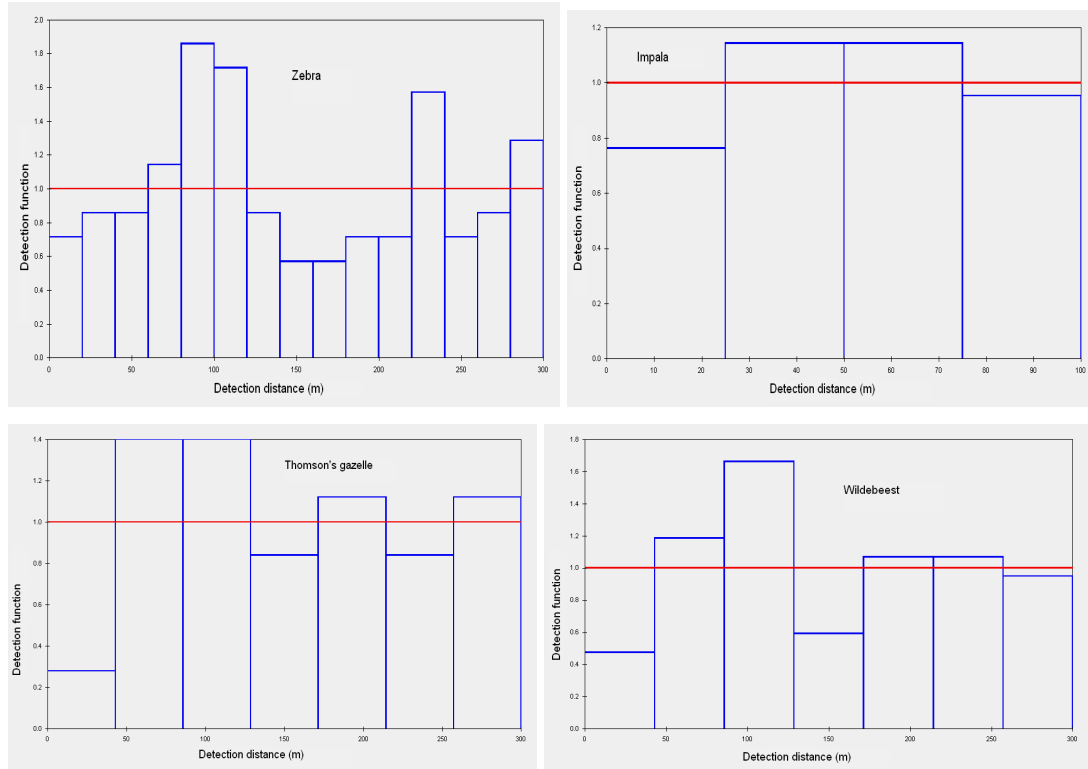 Zebra
Detection function
2.0
1.8
1.6
1.4
1.2
1.0
0.8
0.6
0.4
0.2
0.0
0 50 100 150 200 250 300
Detection distance (m)
Impala
Detection function
1.2
1.0
0.8
0.6
0.4
0.2
0.0
0 10 20 30 40 50 60 70 80 90 100
Detection distance (m)
Thomson's gazelle
Detection function
1.4
1.2
1.0
0.8
0.6
0.4
0.2
0.0
0 50 100 150 200 250 300
Detection distance (m)
Wildebeest
Detection function
1.8
1.6
1.4
1.2
1.0
0.8
0.6
0.4
0.2
0.0
0 50 100 150 200 250 300
Detection distance (m)